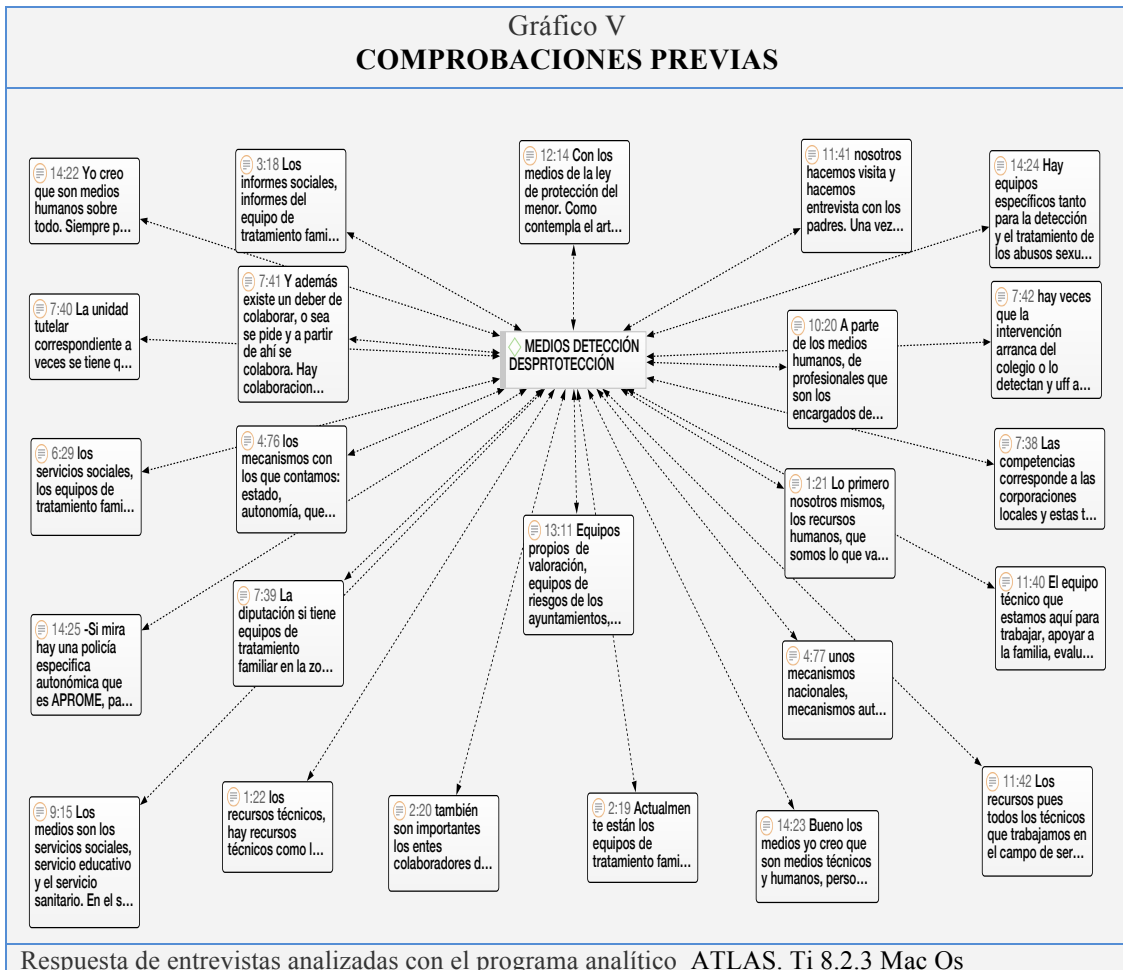 Gráfico V
COMPROBACIONES PREVIAS
14:22 Yo creo
que son medios
humanos sobre
todo. Siempre p...
3:18 Los
informes sociales,
informes del
equipo de
tratamiento fami...
12:14 Con los
medios de la ley
de protección del
menor. Como
contempla el art...
11:41 nosotros
hacemos visita y
hacemos
entrevista con los
padres. Una vez...
14:24 Hay
equipos
específicos tanto
para la detección
y el tratamiento de
los abusos sexu...
7:40 La unidad
tutelar
correspondiente a
veces se tiene q...
7:41 Y además
existe un deber de
colaborar, o sea
se pide y a partir
de ahí se
colabora. Hay
colaboracion...
MEDIOS DETECCIÓN
DESPRTOTECCIÓN
10:20 A parte
de los medios
humanos, de
profesionales que
son los
encargados de...
7:42 hay veces
que la
intervención
arranca del
colegio o lo
detectan y uff a...
6:29 los
servicios sociales,
los equipos de
tratamiento fami...
4:76 los
mecanismos con
los que contamos:
estado,
autonomía, que...
13:11 Equipos
propios de
valoración,
equipos de
riesgos de los
ayuntamientos,...
1:21 Lo primero
nosotros mismos,
los recursos
humanos, que
somos lo que va...
7:38 Las
competencias
corresponde a las
corporaciones
locales y estas t...
14:25 -Si mira
hay una policía
especifica
autonómica que
es APROME, pa...
7:39 La
diputación si tiene
equipos de
tratamiento
familiar en la zo...
4:77 unos
mecanismos
nacionales,
mecanismos aut...
11:40 El equipo
técnico que
estamos aquí para
trabajar, apoyar a
la familia, evalu...
9:15 Los
medios son los
servicios sociales,
servicio educativo
y el servicio
sanitario. En el s...
1:22 los
recursos técnicos,
hay recursos
técnicos como l...
2:20 también
son importantes
los entes
colaboradores d...
2:19 Actualmen
te están los
equipos de
tratamiento fami...
14:23 Bueno los
medios yo creo que
son medios técnicos
y humanos, perso...
11:42 Los
recursos pues
todos los técnicos
que trabajamos en
el campo de ser...
Respuesta de entrevistas analizadas con el programa analítico ATLAS. Ti 8.2.3 Mac Os